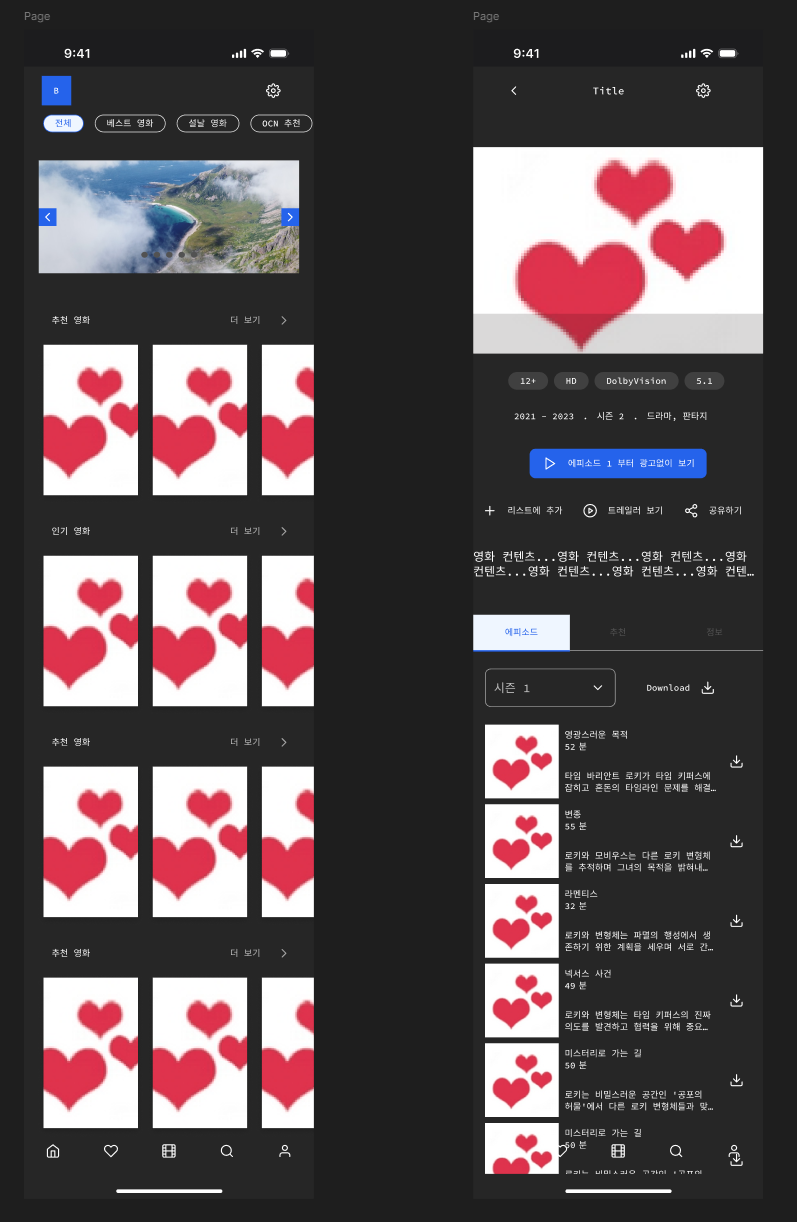 Page
9:41
B
전체
베스트 영화
설날 영화
OCN 추천
추천 영화
더 보기
인기 영화
더 보기
추천 영화
더 보기
추천 영화
더 보기
Page
9:41
Title
12+
HD
DolbyVision
5.1
2021 - 2023 . 시즌 2 . 드라마, 판타지
에피소드 1 부터 광고없이 보기
리스트에 추가
트레일러 보기
공유하기
영화 컨텐츠...영화 컨텐츠...영화 컨텐츠...영화
컨텐츠...영화 컨텐츠...영화 컨텐츠...영화 컨텐…
에피소드
추천
정보
시즌 1
Download
영광스러운 목적
52 분
타임 바리안트 로키가 타임 키퍼스에
잡히고 혼돈의 타임라인 문제를 해결…
변종
55 분
로키와 모비우스는 다른 로키 변형체
를 추적하며 그녀의 목적을 밝혀내…
라멘티스
32 분
로키와 변형체는 파멸의 행성에서 생
존하기 위한 계획을 세우며 서로 간…
넥서스 사건
49 분
로키와 변형체는 타임 키퍼스의 진짜
의도를 발견하고 협력을 위해 중요…
미스터리로 가는 길
50 분
로키는 비밀스러운 공간인 '공포의
허물'에서 다른 로키 변형체들과 맞…
미스터리로 가는 길
50 분
로키는 비밀스러운 공간인 '공포의